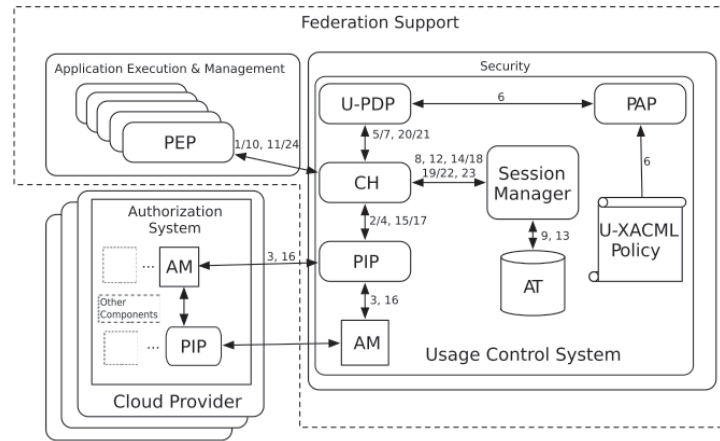 Federation Support
Application Execution & Management
PEP
1/10, 11/24
Security
U-PDP
6
PAP
5/7, 20/21
6
CH
8, 12, 14/18
19/22, 23
Session
Manager
2/4, 15/17
9, 13
U-XACML
Policy
PIP
AT
3, 16
AM
Usage Control System
Authorization
System
...
AM
3, 16
Other
Components
...
PIP
Cloud Provider